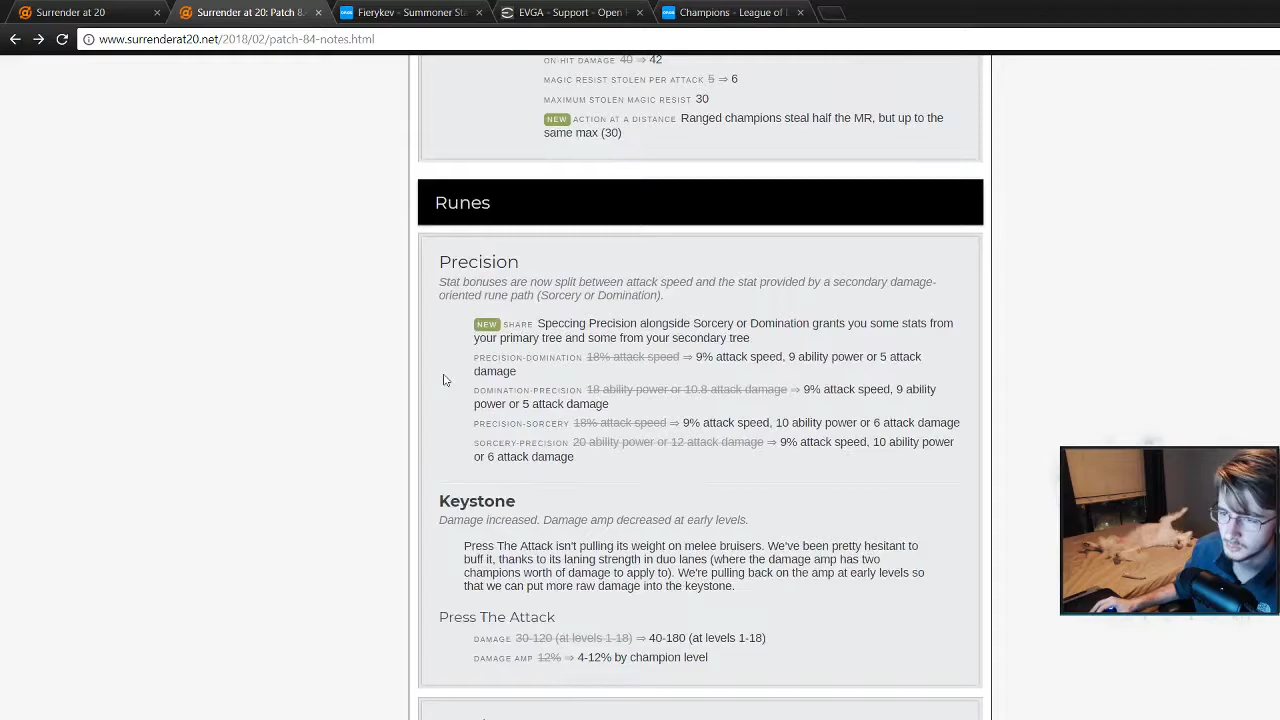 Surrender at 20
Surrender at 20: Patch 8.
Fierykev - Summoner Sta
EVGA - Support - Open
Champions - League of L
www.surrenderat20.net/2018/02/patch-84-notes.html
ON-HIT DAMAGE 40 ⇒ 42
MAGIC RESIST STOLEN PER ATTACK 5 ⇒ 6
MAXIMUM STOLEN MAGIC RESIST 30
NEW ACTION AT A DISTANCE Ranged champions steal half the MR, but up to the
same max (30)
Runes
Precision
Stat bonuses are now split between attack speed and the stat provided by a secondary damage-
oriented rune path (Sorcery or Domination).
NEW SHARE Speccing Precision alongside Sorcery or Domination grants you some stats from
your primary tree and some from your secondary tree
PRECISION-DOMINATION 18% attack speed ⇒ 9% attack speed, 9 ability power or 5 attack
damage
DOMINATION-PRECISION 18 ability power or 10.8 attack damage ⇒ 9% attack speed, 9 ability
power or 5 attack damage
PRECISION-SORCERY 18% attack speed ⇒ 9% attack speed, 10 ability power or 6 attack damage
SORCERY-PRECISION 20 ability power or 12 attack damage ⇒ 9% attack speed, 10 ability power
or 6 attack damage
Keystone
Damage increased. Damage amp decreased at early levels.
Press The Attack isn't pulling its weight on melee bruisers. We've been pretty hesitant to
buff it, thanks to its laning strength in duo lanes (where the damage amp has two
champions worth of damage to apply to). We're pulling back on the amp at early levels so
that we can put more raw damage into the keystone.
Press The Attack
DAMAGE 30-120 (at levels 1-18) ⇒ 40-180 (at levels 1-18)
DAMAGE AMP 12% ⇒ 4-12% by champion level